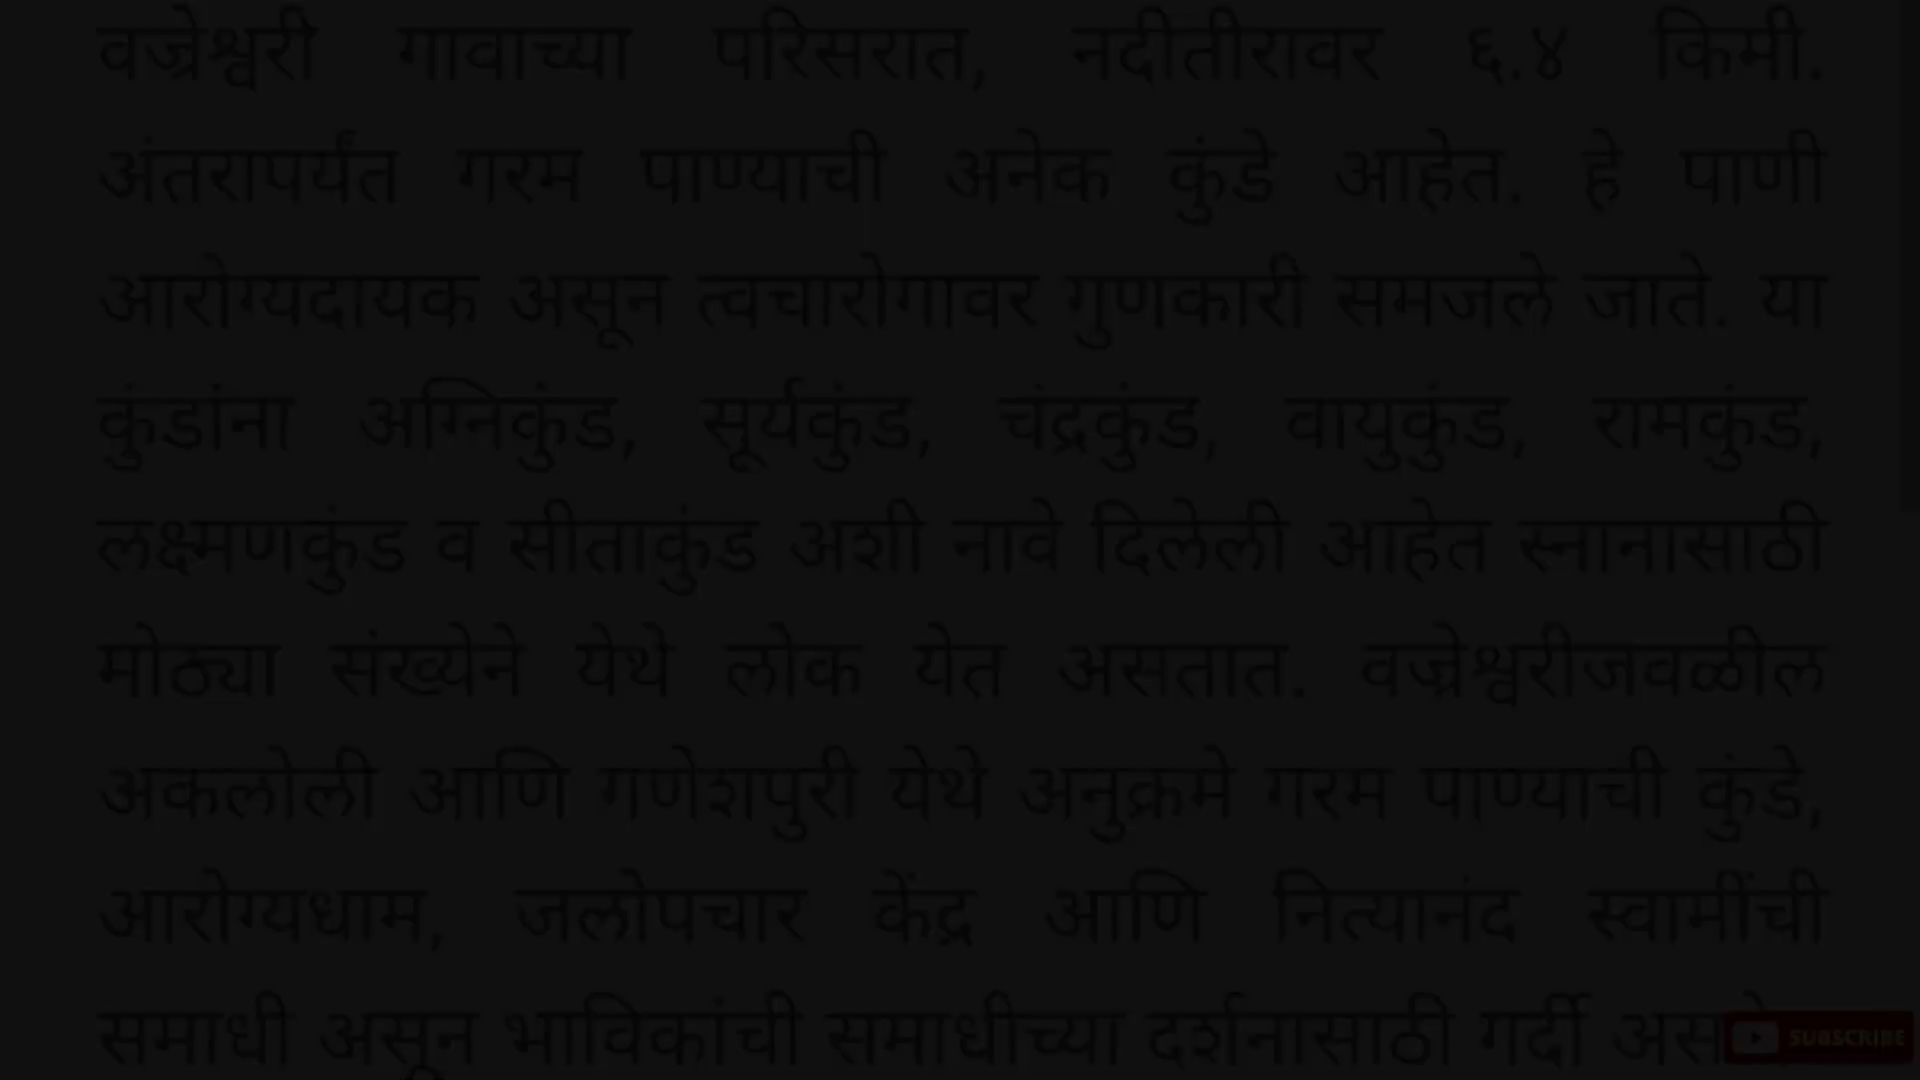 वज्रेश्वरी गावाच्या परिसरात, नदीतीरावर ६.४ किमी.
अंतरापर्यंत गरम पाण्याची अनेक कुंडे आहेत. हे पाणी
आरोग्यदायक असून त्वचारोगावर गुणकारी समजले जाते. या
कुंडांना अग्निकुंड, सूर्यकुंड, चंद्रकुंड, वायुकुंड, रामकुंड,
लक्ष्मणकुंड व सीताकुंड अशी नावे दिलेली आहेत स्नानासाठी
मोठ्या संख्येने येथे लोक येत असतात. वज्रेश्वरीजवळील
अकलोली आणि गणेशपुरी येथे अनुक्रमे गरम पाण्याची कुंडे,
आरोग्यधाम, जलोपचार केंद्र आणि नित्यानंद स्वामींची
समाधी असून भाविकांची समाधीच्या दर्शनासाठी गर्दी
SUBSCRIBE